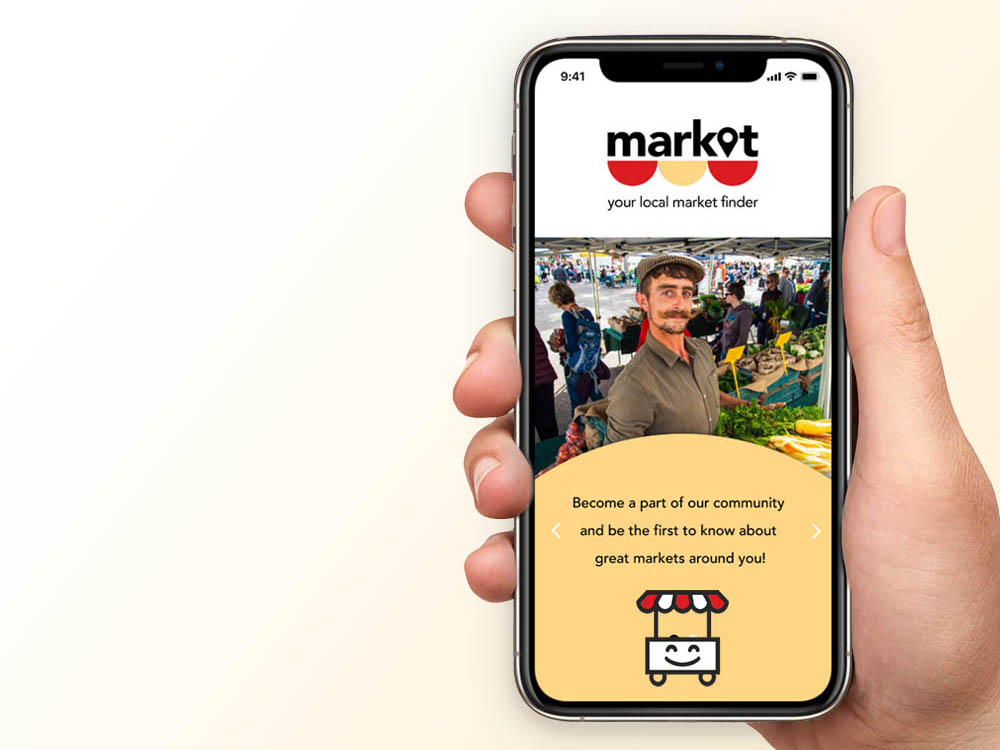 9:41
market
your local market finder
Become a part of our community
and be the first to know about
great markets around you!